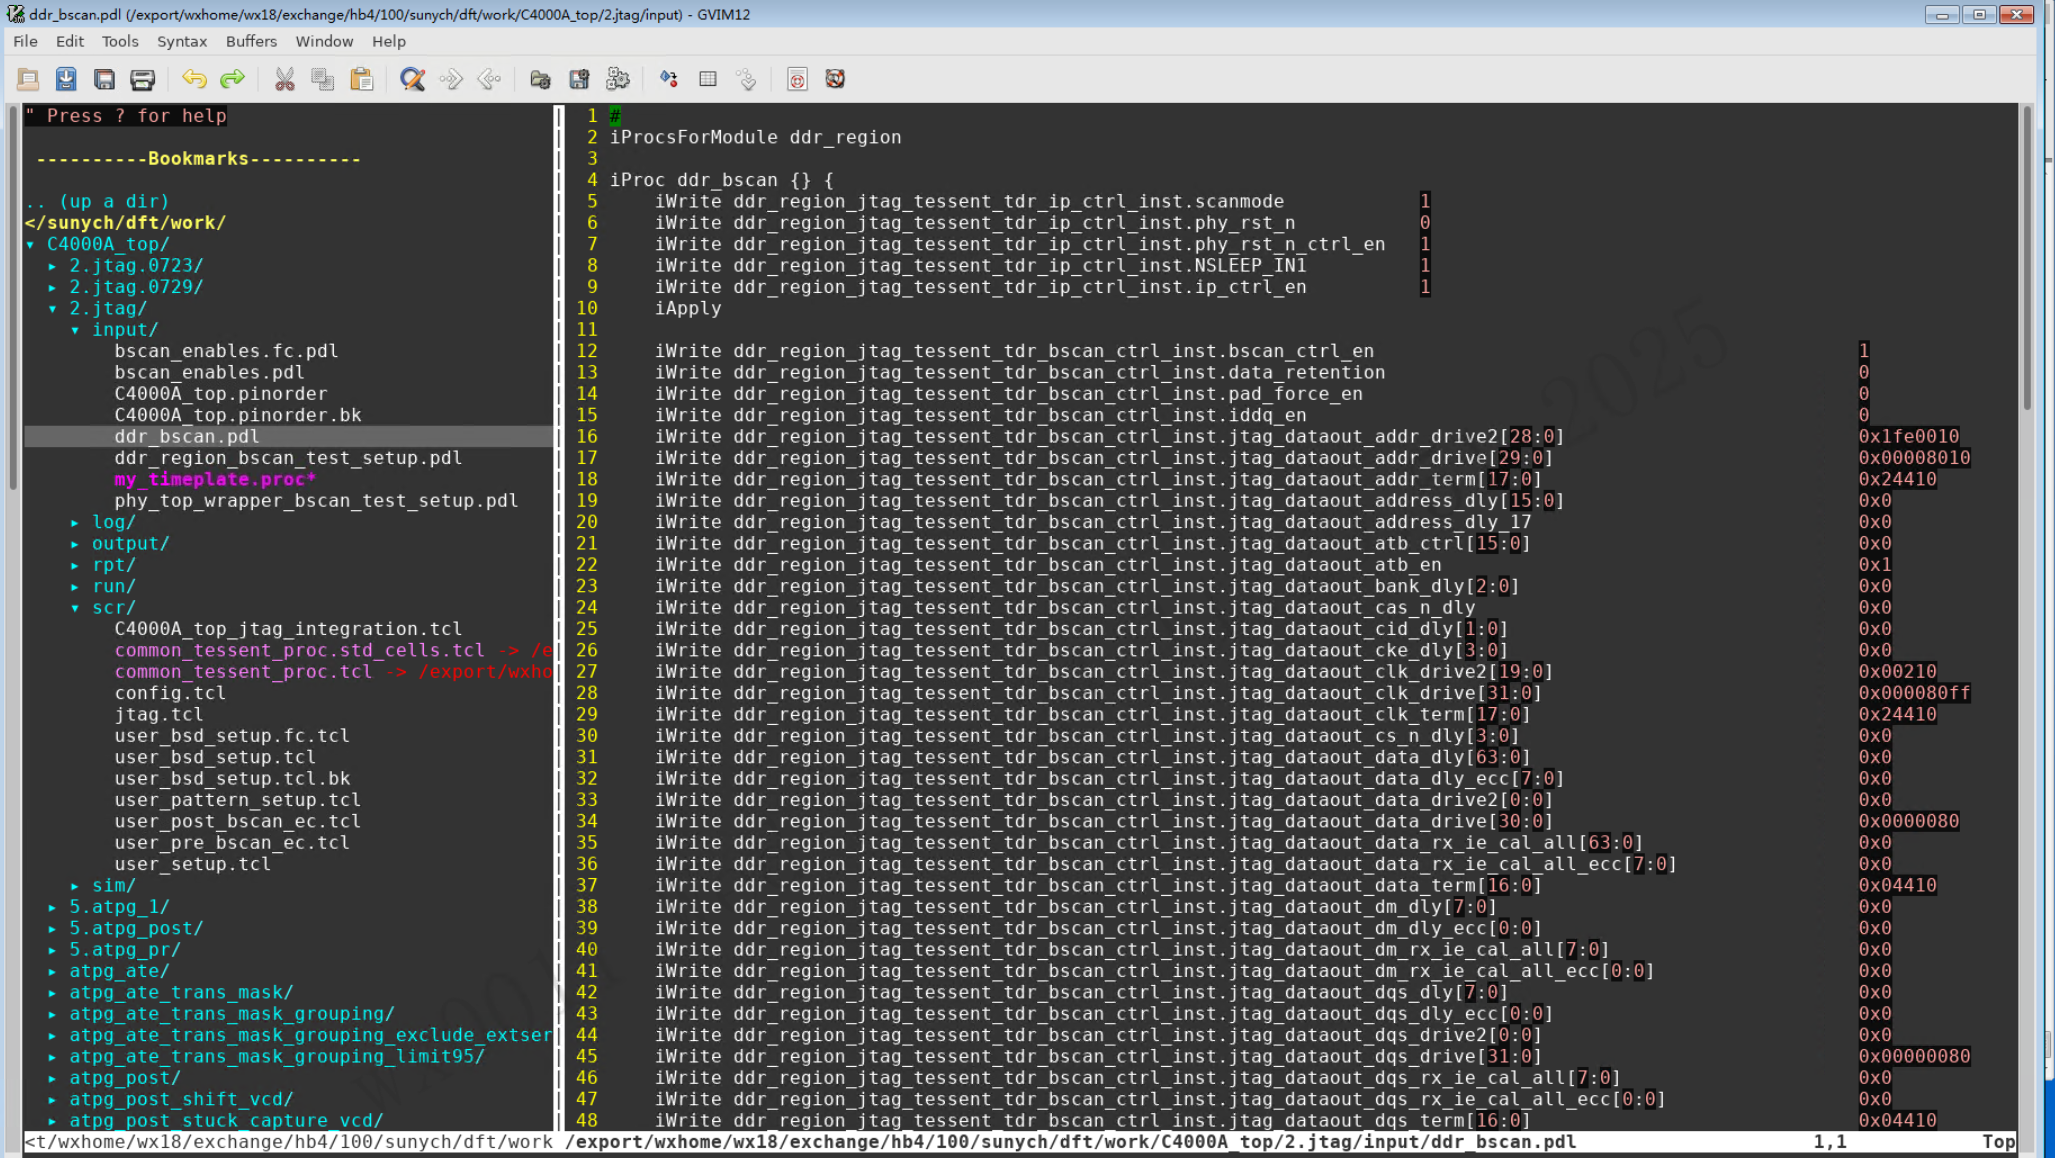 ddr_bscan.pdl (/export/wxhome/wx18/exchange/hb4/100/sunych/dft/work/C4000A_top/2.jtag/input) - GVIM12
File Edit Tools Syntax Buffers Window Help
" Press ? for help
----------Bookmarks----------
.. (up a dir)
</sunych/dft/work/
▾ C4000A_top/
▸ 2.jtag.0723/
▸ 2.jtag.0729/
▾ 2.jtag/
▾ input/
bscan_enables.fc.pdl
bscan_enables.pdl
C4000A_top.pinorder
C4000A_top.pinorder.bk
ddr_bscan.pdl
ddr_region_bscan_test_setup.pdl
my_timeplate.proc*
phy_top_wrapper_bscan_test_setup.pdl
▸ log/
▸ output/
▸ rpt/
▸ run/
▾ scr/
C4000A_top_jtag_integration.tcl
common_tessent_proc.std_cells.tcl -> /e
common_tessent_proc.tcl -> /export/wxho
config.tcl
jtag.tcl
user_bsd_setup.fc.tcl
user_bsd_setup.tcl
user_bsd_setup.tcl.bk
user_pattern_setup.tcl
user_post_bscan_ec.tcl
user_pre_bscan_ec.tcl
user_setup.tcl
▸ sim/
▸ 5.atpg_1/
▸ 5.atpg_post/
▸ 5.atpg_pr/
▸ atpg_ate/
▸ atpg_ate_trans_mask/
▸ atpg_ate_trans_mask_grouping/
▸ atpg_ate_trans_mask_grouping_exclude_extser
▸ atpg_ate_trans_mask_grouping_limit95/
▸ atpg_post/
▸ atpg_post_shift_vcd/
▸ atpg_post_stuck_capture_vcd/
<t/wxhome/wx18/exchange/hb4/100/sunych/dft/work
1 #
2 iProcsForModule ddr_region
3
4 iProc ddr_bscan {} {
5 iWrite ddr_region_jtag_tessent_tdr_ip_ctrl_inst.scanmode 1
6 iWrite ddr_region_jtag_tessent_tdr_ip_ctrl_inst.phy_rst_n 0
7 iWrite ddr_region_jtag_tessent_tdr_ip_ctrl_inst.phy_rst_n_ctrl_en 1
8 iWrite ddr_region_jtag_tessent_tdr_ip_ctrl_inst.NSLEEP_IN1 1
9 iWrite ddr_region_jtag_tessent_tdr_ip_ctrl_inst.ip_ctrl_en 1
10 iApply
11
12 iWrite ddr_region_jtag_tessent_tdr_bscan_ctrl_inst.bscan_ctrl_en 1
13 iWrite ddr_region_jtag_tessent_tdr_bscan_ctrl_inst.data_retention 0
14 iWrite ddr_region_jtag_tessent_tdr_bscan_ctrl_inst.pad_force_en 0
15 iWrite ddr_region_jtag_tessent_tdr_bscan_ctrl_inst.iddq_en 0
16 iWrite ddr_region_jtag_tessent_tdr_bscan_ctrl_inst.jtag_dataout_addr_drive2[28:0] 0x1fe0010
17 iWrite ddr_region_jtag_tessent_tdr_bscan_ctrl_inst.jtag_dataout_addr_drive[29:0] 0x00008010
18 iWrite ddr_region_jtag_tessent_tdr_bscan_ctrl_inst.jtag_dataout_addr_term[17:0] 0x24410
19 iWrite ddr_region_jtag_tessent_tdr_bscan_ctrl_inst.jtag_dataout_address_dly[15:0] 0x0
20 iWrite ddr_region_jtag_tessent_tdr_bscan_ctrl_inst.jtag_dataout_address_dly_17 0x0
21 iWrite ddr_region_jtag_tessent_tdr_bscan_ctrl_inst.jtag_dataout_atb_ctrl[15:0] 0x0
22 iWrite ddr_region_jtag_tessent_tdr_bscan_ctrl_inst.jtag_dataout_atb_en 0x1
23 iWrite ddr_region_jtag_tessent_tdr_bscan_ctrl_inst.jtag_dataout_bank_dly[2:0] 0x0
24 iWrite ddr_region_jtag_tessent_tdr_bscan_ctrl_inst.jtag_dataout_cas_n_dly 0x0
25 iWrite ddr_region_jtag_tessent_tdr_bscan_ctrl_inst.jtag_dataout_cid_dly[1:0] 0x0
26 iWrite ddr_region_jtag_tessent_tdr_bscan_ctrl_inst.jtag_dataout_cke_dly[3:0] 0x0
27 iWrite ddr_region_jtag_tessent_tdr_bscan_ctrl_inst.jtag_dataout_clk_drive2[19:0] 0x00210
28 iWrite ddr_region_jtag_tessent_tdr_bscan_ctrl_inst.jtag_dataout_clk_drive[31:0] 0x000080ff
29 iWrite ddr_region_jtag_tessent_tdr_bscan_ctrl_inst.jtag_dataout_clk_term[17:0] 0x24410
30 iWrite ddr_region_jtag_tessent_tdr_bscan_ctrl_inst.jtag_dataout_cs_n_dly[3:0] 0x0
31 iWrite ddr_region_jtag_tessent_tdr_bscan_ctrl_inst.jtag_dataout_data_dly[63:0] 0x0
32 iWrite ddr_region_jtag_tessent_tdr_bscan_ctrl_inst.jtag_dataout_data_dly_ecc[7:0] 0x0
33 iWrite ddr_region_jtag_tessent_tdr_bscan_ctrl_inst.jtag_dataout_data_drive2[0:0] 0x0
34 iWrite ddr_region_jtag_tessent_tdr_bscan_ctrl_inst.jtag_dataout_data_drive[30:0] 0x0000080
35 iWrite ddr_region_jtag_tessent_tdr_bscan_ctrl_inst.jtag_dataout_data_rx_ie_cal_all[63:0] 0x0
36 iWrite ddr_region_jtag_tessent_tdr_bscan_ctrl_inst.jtag_dataout_data_rx_ie_cal_all_ecc[7:0] 0x0
37 iWrite ddr_region_jtag_tessent_tdr_bscan_ctrl_inst.jtag_dataout_data_term[16:0] 0x04410
38 iWrite ddr_region_jtag_tessent_tdr_bscan_ctrl_inst.jtag_dataout_dm_dly[7:0] 0x0
39 iWrite ddr_region_jtag_tessent_tdr_bscan_ctrl_inst.jtag_dataout_dm_dly_ecc[0:0] 0x0
40 iWrite ddr_region_jtag_tessent_tdr_bscan_ctrl_inst.jtag_dataout_dm_rx_ie_cal_all[7:0] 0x0
41 iWrite ddr_region_jtag_tessent_tdr_bscan_ctrl_inst.jtag_dataout_dm_rx_ie_cal_all_ecc[0:0] 0x0
42 iWrite ddr_region_jtag_tessent_tdr_bscan_ctrl_inst.jtag_dataout_dqs_dly[7:0] 0x0
43 iWrite ddr_region_jtag_tessent_tdr_bscan_ctrl_inst.jtag_dataout_dqs_dly_ecc[0:0] 0x0
44 iWrite ddr_region_jtag_tessent_tdr_bscan_ctrl_inst.jtag_dataout_dqs_drive2[0:0] 0x0
45 iWrite ddr_region_jtag_tessent_tdr_bscan_ctrl_inst.jtag_dataout_dqs_drive[31:0] 0x00000080
46 iWrite ddr_region_jtag_tessent_tdr_bscan_ctrl_inst.jtag_dataout_dqs_rx_ie_cal_all[7:0] 0x0
47 iWrite ddr_region_jtag_tessent_tdr_bscan_ctrl_inst.jtag_dataout_dqs_rx_ie_cal_all_ecc[0:0] 0x0
48 iWrite ddr_region_jtag_tessent_tdr_bscan_ctrl_inst.jtag_dataout_dqs_term[16:0] 0x04410
/export/wxhome/wx18/exchange/hb4/100/sunych/dft/work/C4000A_top/2.jtag/input/ddr_bscan.pdl 1,1 Top
2025